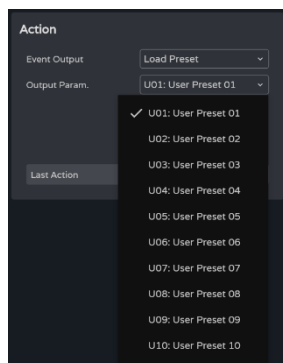 Action
Event Output Load Preset
Output Param. U01: User Preset 01
U01: User Preset 01
U02: User Preset 02
U03: User Preset 03
Last Action U04: User Preset 04
U05: User Preset 05
U06: User Preset 06
U07: User Preset 07
U08: User Preset 08
U09: User Preset 09
U10: User Preset 10